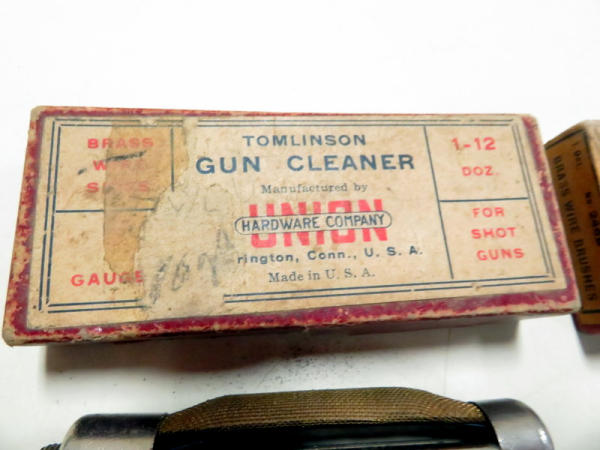 BRASS
GAUGE
TOMLINSON
GUN CLEANER
Manufactured by
UNION
HARDWARE COMPANY
rington, Conn., U. S. A.
Made in U. S. A.
1-12
DOZ.
FOR
SHOT
GUNS
BRASS WIRE BRUSHES